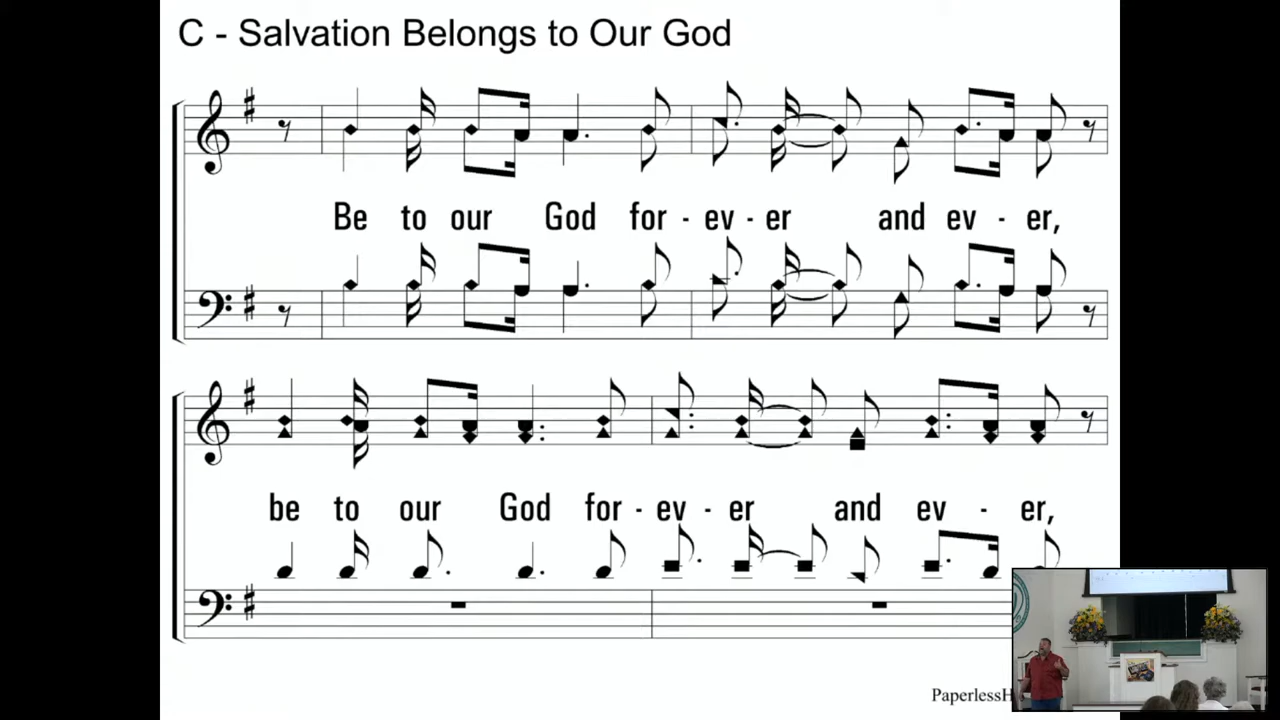 C - Salvation Belongs to Our God
Be to our God for - ev - er and ev - er,
be to our God for - ev - er and ev - er,
PaperlessH